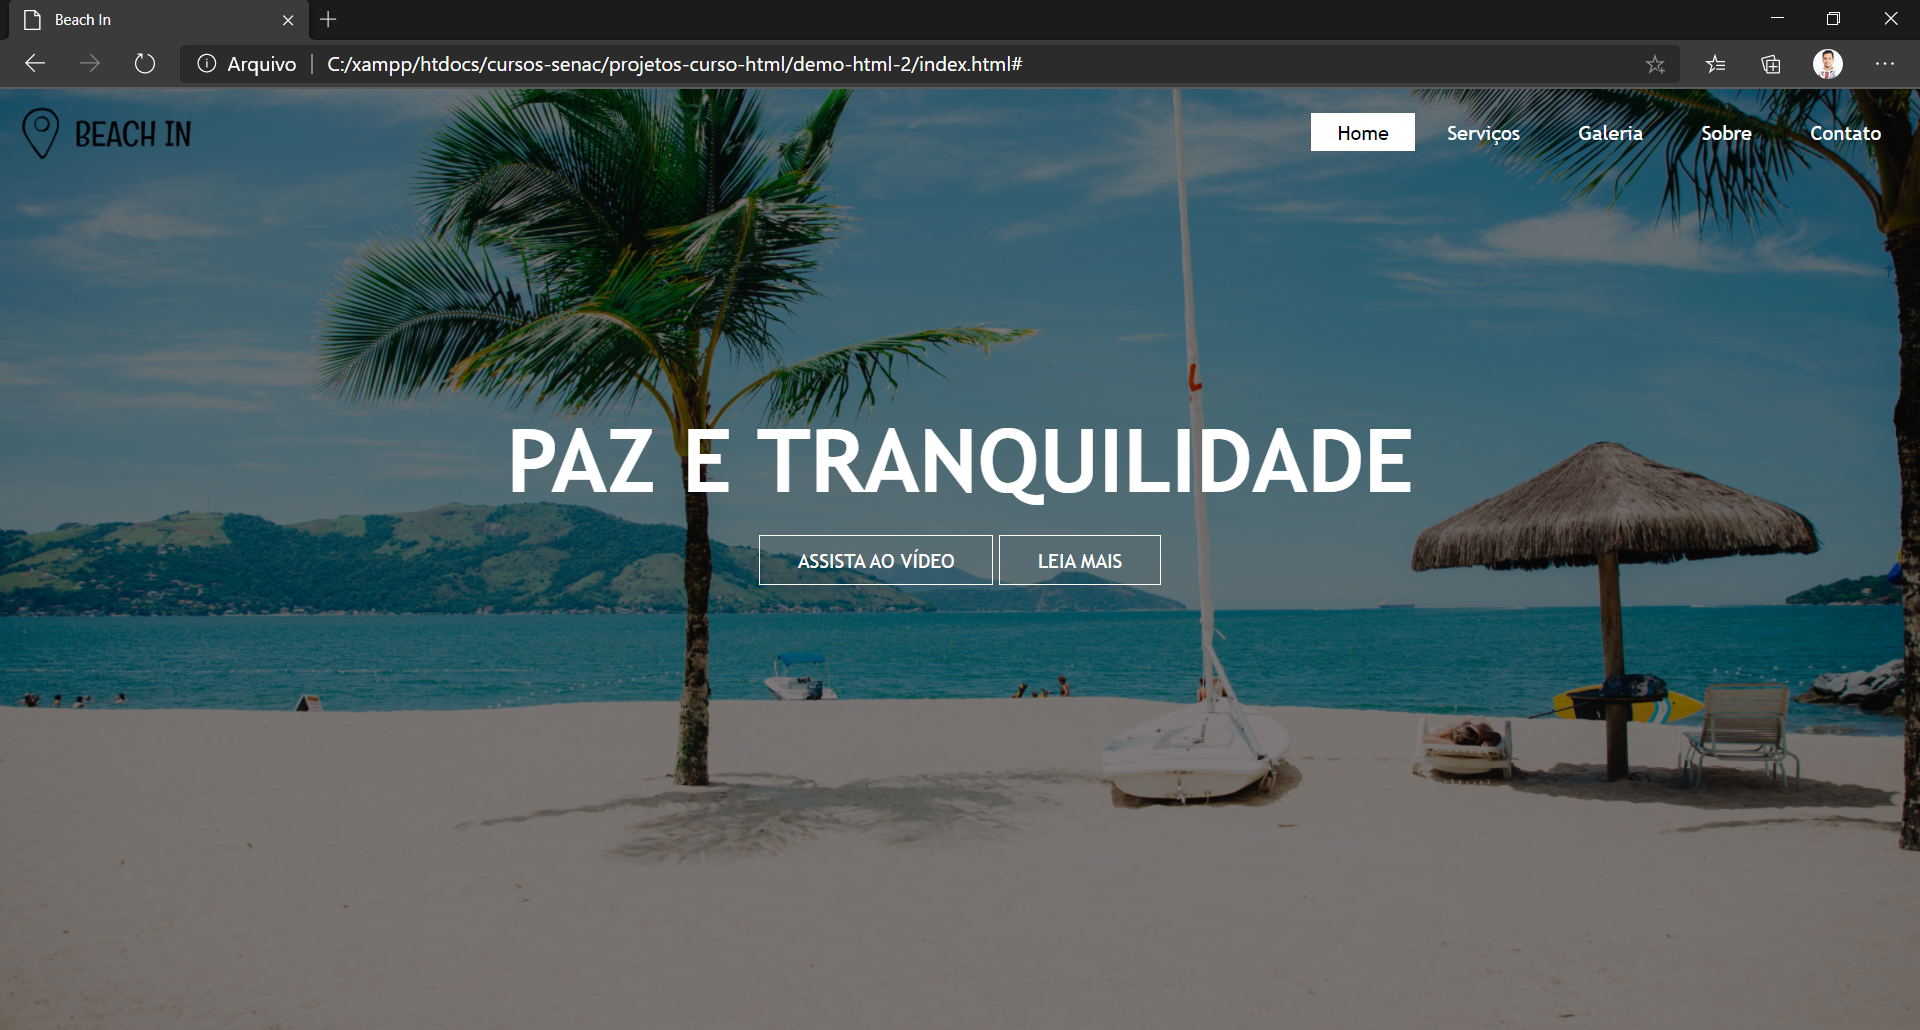 Beach In
Arquivo
C:/xampp/htdocs/cursos-senac/projetos-curso-html/demo-html-2/index.html#
BEACH IN
Home
Serviços
Galeria
Sobre
Contato
PAZ E TRANQUILIDADE
ASSISTA AO VÍDEO
LEIA MAIS